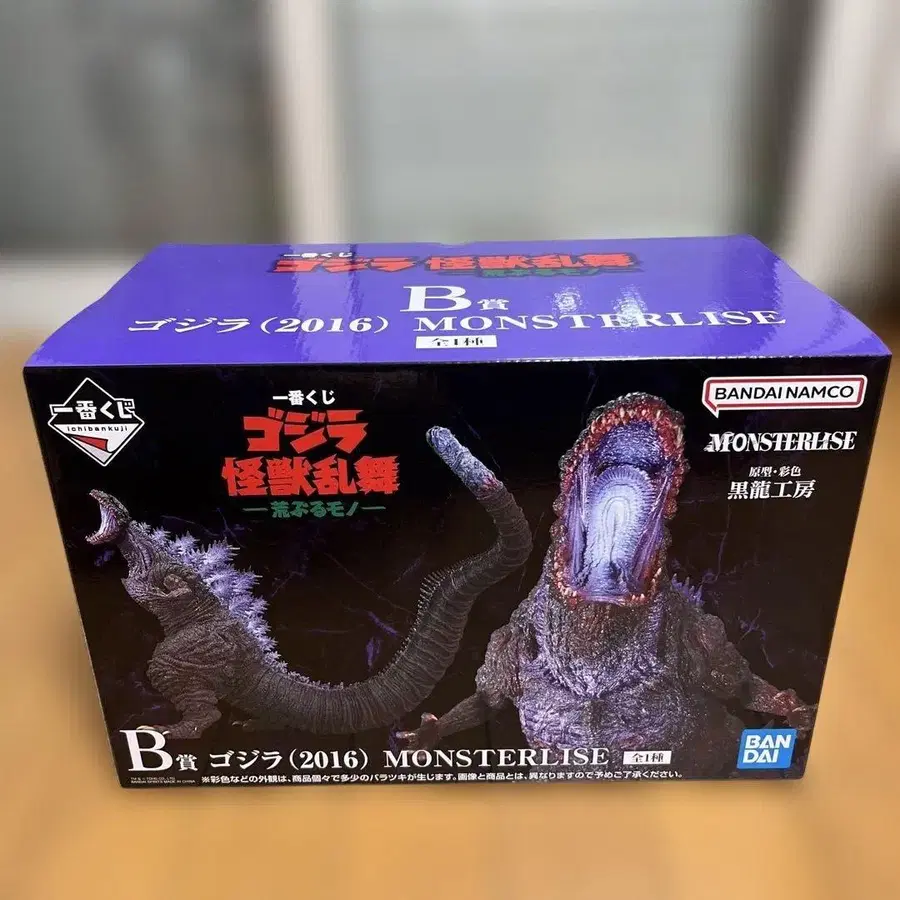 一番くじ
ゴジラ 怪獣乱舞
―荒ぶるモノ―
B賞
ゴジラ(2016) MONSTERLISE
全1種
一番くじ
ichibankuji
一番くじ
ゴジラ
怪獣乱舞
―荒ぶるモノ―
BANDAI NAMCO
MONSTERLISE
原型・彩色
黒龍工房
B賞 ゴジラ(2016) MONSTERLISE 全1種
※彩色などの外観は、商品個々で多少のバラツキが生じます。画像と商品とは、異なりますので予めご了承ください。
BAN
DAI